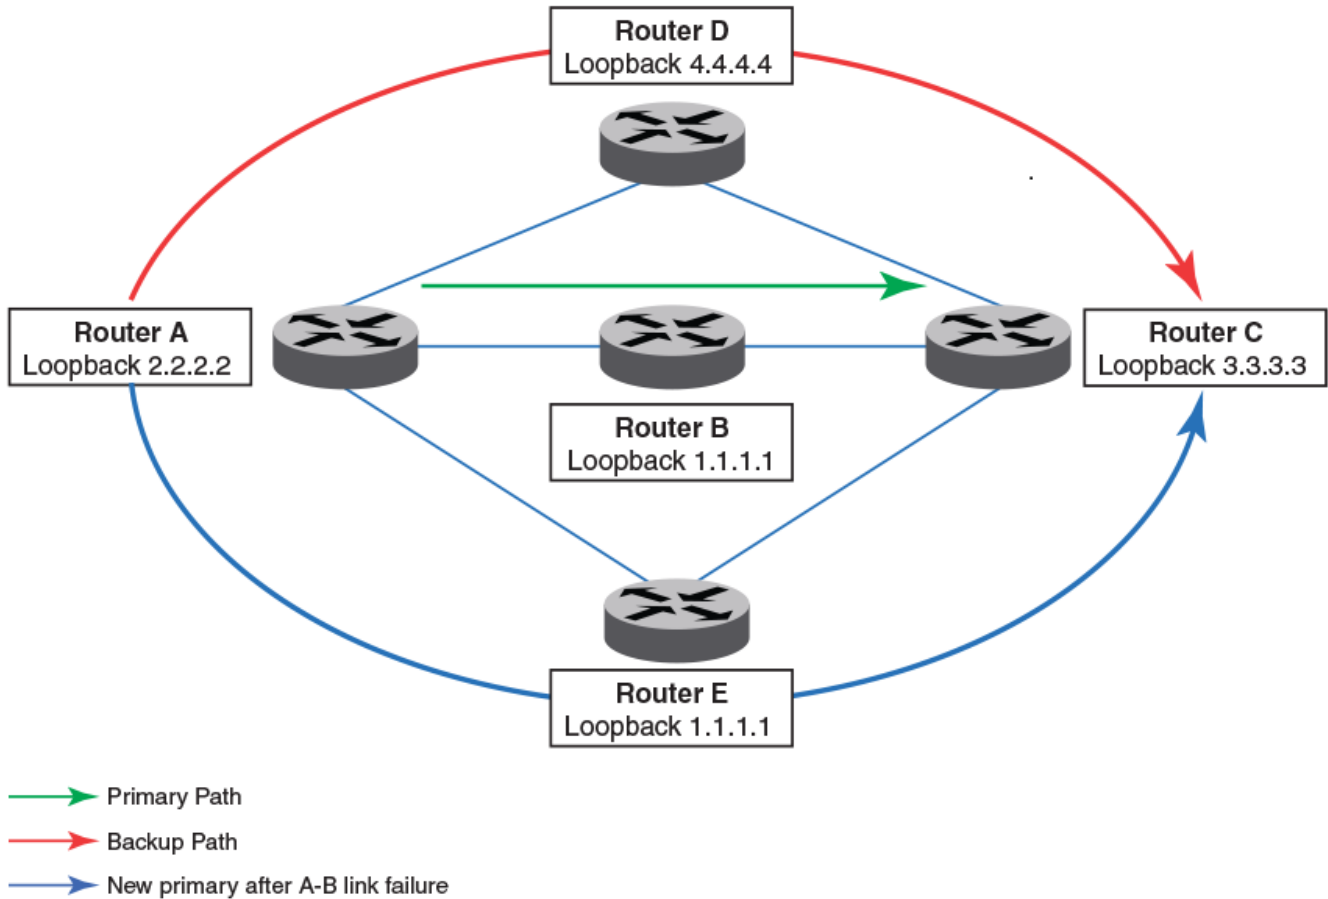 Router D
Loopback 4.4.4.4
Router A
Loopback 2.2.2.2
Router C
Loopback 3.3.3.3
Router B
Loopback 1.1.1.1
Router E
Loopback 1.1.1.1
Primary Path
Backup Path
New primary after A-B link failure